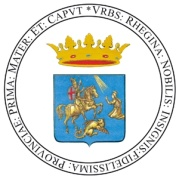 *VRBS: RHEGINA: NOBILIS: INSIGNIS: FIDELISSIMA: PROVINCIAE: PRIMA: MATER: ET: CAPVT